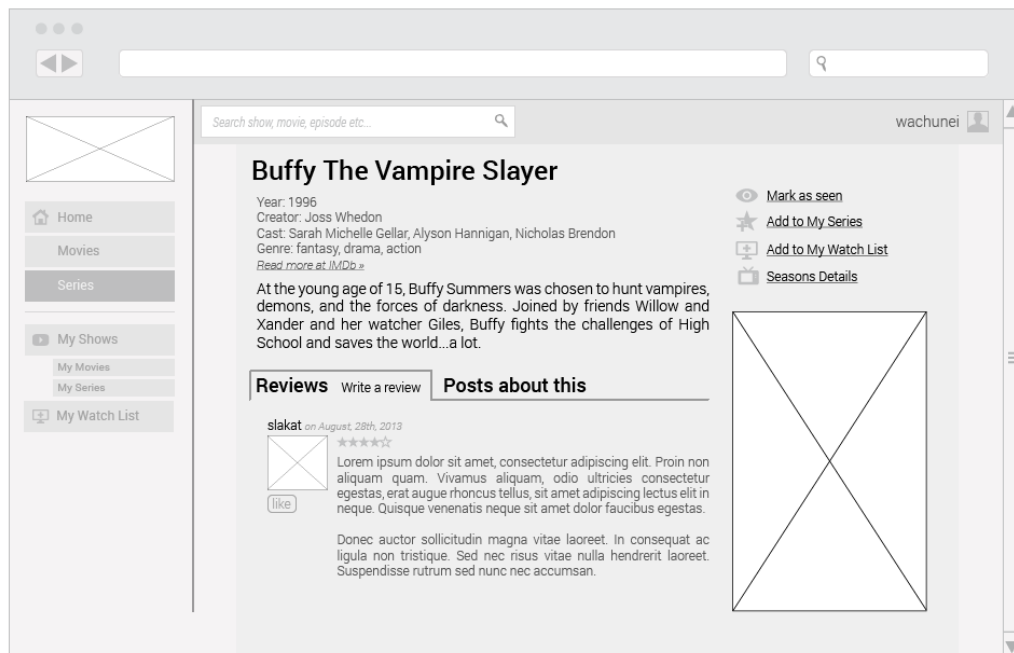 Search show, movie, episode etc...
wachunei
Home
Movies
Series
My Shows
My Movies
My Series
My Watch List
Buffy The Vampire Slayer
Year: 1996
Creator: Joss Whedon
Cast: Sarah Michelle Gellar, Alyson Hannigan, Nicholas Brendon
Genre: fantasy, drama, action
Read more at IMDb »
At the young age of 15, Buffy Summers was chosen to hunt vampires,
demons, and the forces of darkness. Joined by friends Willow and
Xander and her watcher Giles, Buffy fights the challenges of High
School and saves the world...a lot.
Mark as seen
Add to My Series
Add to My Watch List
Seasons Details
Reviews Write a review Posts about this
slakat on August, 28th, 2013
Lorem ipsum dolor sit amet, consectetur adipiscing elit. Proin non
aliquam quam. Vivamus aliquam, odio ultricies consectetur
egestas, erat augue rhoncus tellus, sit amet adipiscing lectus elit in
neque. Quisque venenatis neque sit amet dolor faucibus egestas.
like
Donec auctor sollicitudin magna vitae laoreet. In consequat ac
ligula non tristique. Sed nec risus vitae nulla hendrerit laoreet.
Suspendisse rutrum sed nunc nec accumsan.